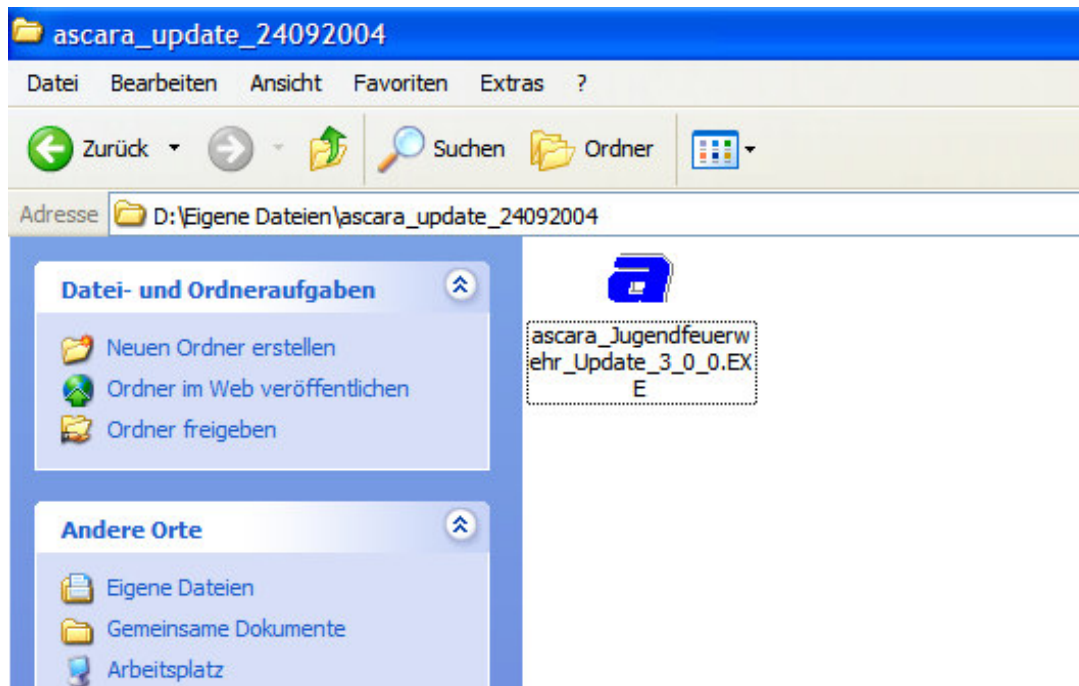 ascara_update_24092004
Datei Bearbeiten Ansicht Favoriten Extras ?
Zurück Suchen Ordner
Adresse D:\Eigene Dateien\ascara_update_24092004
Datei- und Ordneraufgaben
Neuen Ordner erstellen
Ordner im Web veröffentlichen
Ordner freigeben
Andere Orte
Eigene Dateien
Gemeinsame Dokumente
Arbeitsplatz
a
ascara_Jugendfeuerw
ehr_Update_3_0_0.EX
E